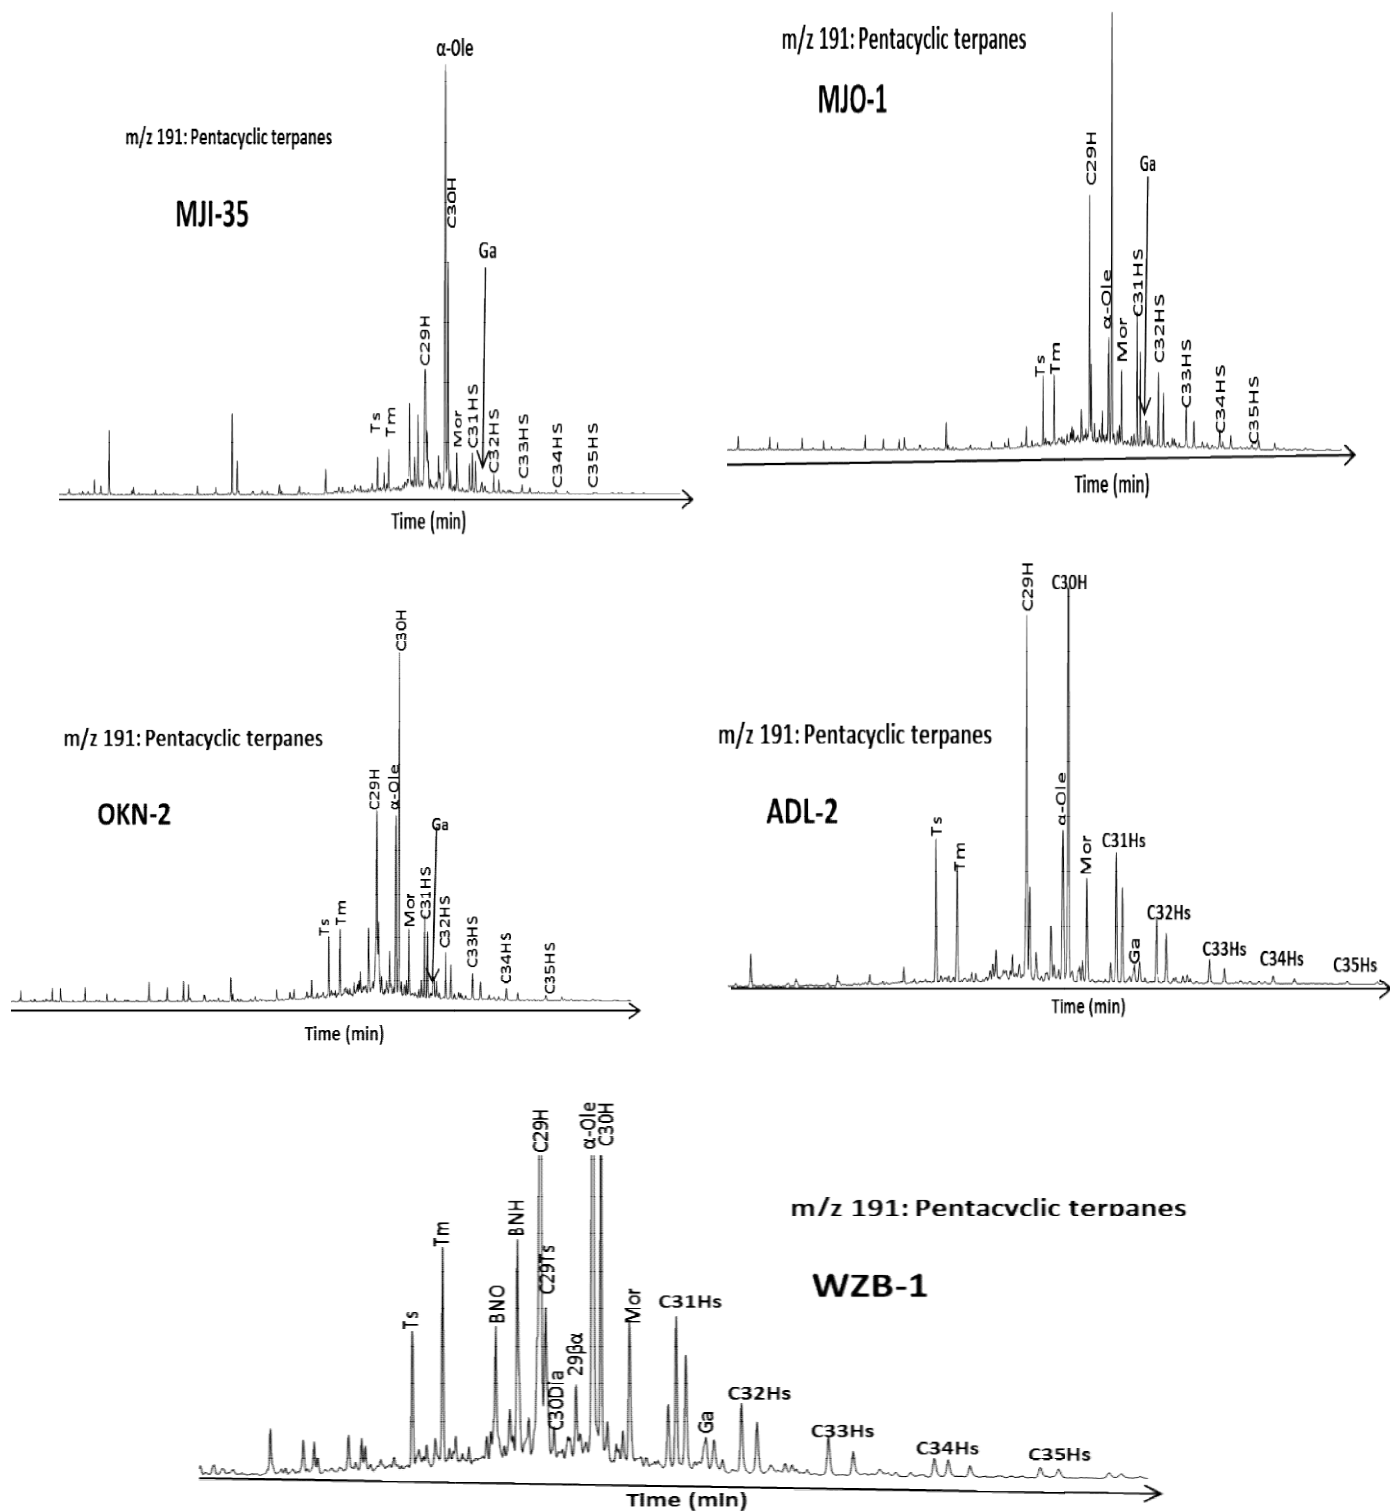 α-Ole
m/z 191: Pentacyclic terpanes
MJI-35
C30H
Ga
C29H
Ts
Tm
Mor
C31HS
C32HS
C33HS
C34HS
C35HS
Time (min)
m/z 191: Pentacyclic terpanes
MJO-1
C29H
Ga
α-Ole
C31HS
Ts
Tm
Mor
C32HS
C33HS
C34HS
C35HS
Time (min)
C30H
m/z 191: Pentacyclic terpanes
OKN-2
C29H
α-Ole
Ga
Ts
Tm
Mor
C31HS
C32HS
C33HS
C34HS
C35HS
Time (min)
C29H
C30H
m/z 191: Pentacyclic terpanes
ADL-2
Ts
Tm
α-Ole
Mor
C31Hs
Ga
C32Hs
C33Hs
C34Hs
C35Hs
Time (min)
C29H
α-Ole
C30H
m/z 191: Pentacyclic terpanes
WZB-1
Ts
Tm
BNO
BNH
C29Ts
C30Dia
29βα
Mor
C31Hs
Ga
C32Hs
C33Hs
C34Hs
C35Hs
Time (min)